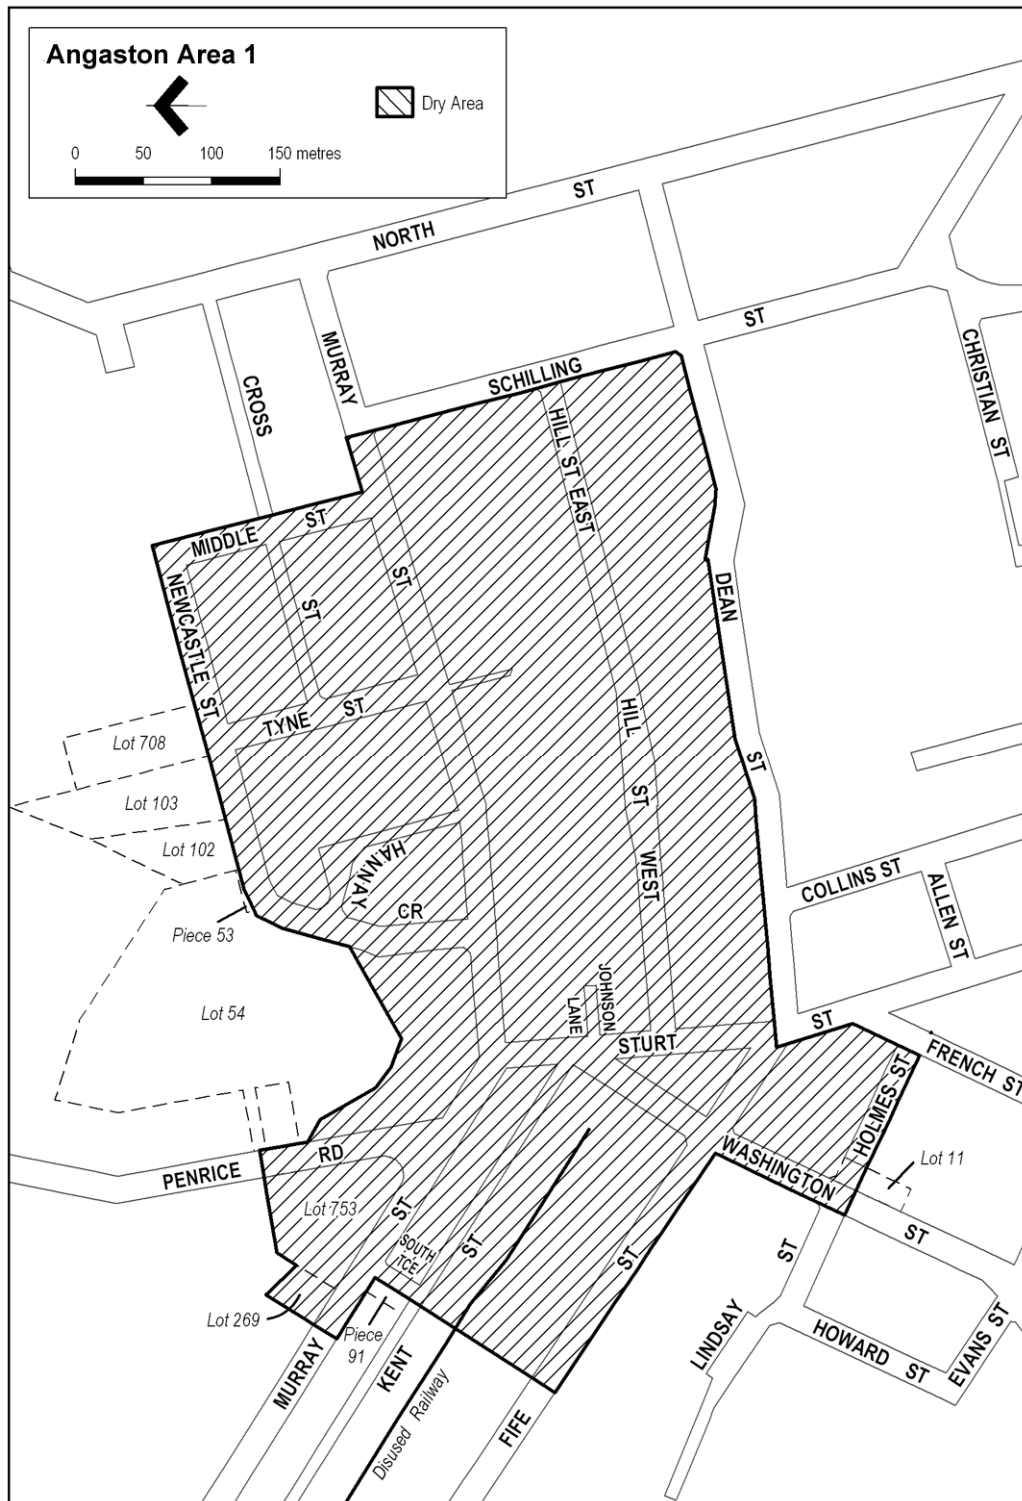 Angaston Area 1
Dry Area
0 50 100 150 metres
NORTH ST
MURRAY
CROSS
SCHILLING ST
CHRISTIAN ST
HILL ST EAST
MIDDLE ST
ST
ST
NEWCASTLE ST
DEAN
ST
TYNE ST
HILL
ST
WEST
Lot 708
Lot 103
Lot 102
HANNAY
CR
COLLINS ST
ALLEN ST
Piece 53
Lot 54
JOHNSON
LANE
STURT
ST
FRENCH ST
HOLMES ST
WASHINGTON
ST
Lot 11
PENRICE
RD
Lot 753
ST
SOUTH
TCE
ST
ST
ST
LINDSAY
HOWARD ST
EVANS ST
Lot 269
Piece
91
MURRAY
KENT
Disused Railway
FIFE